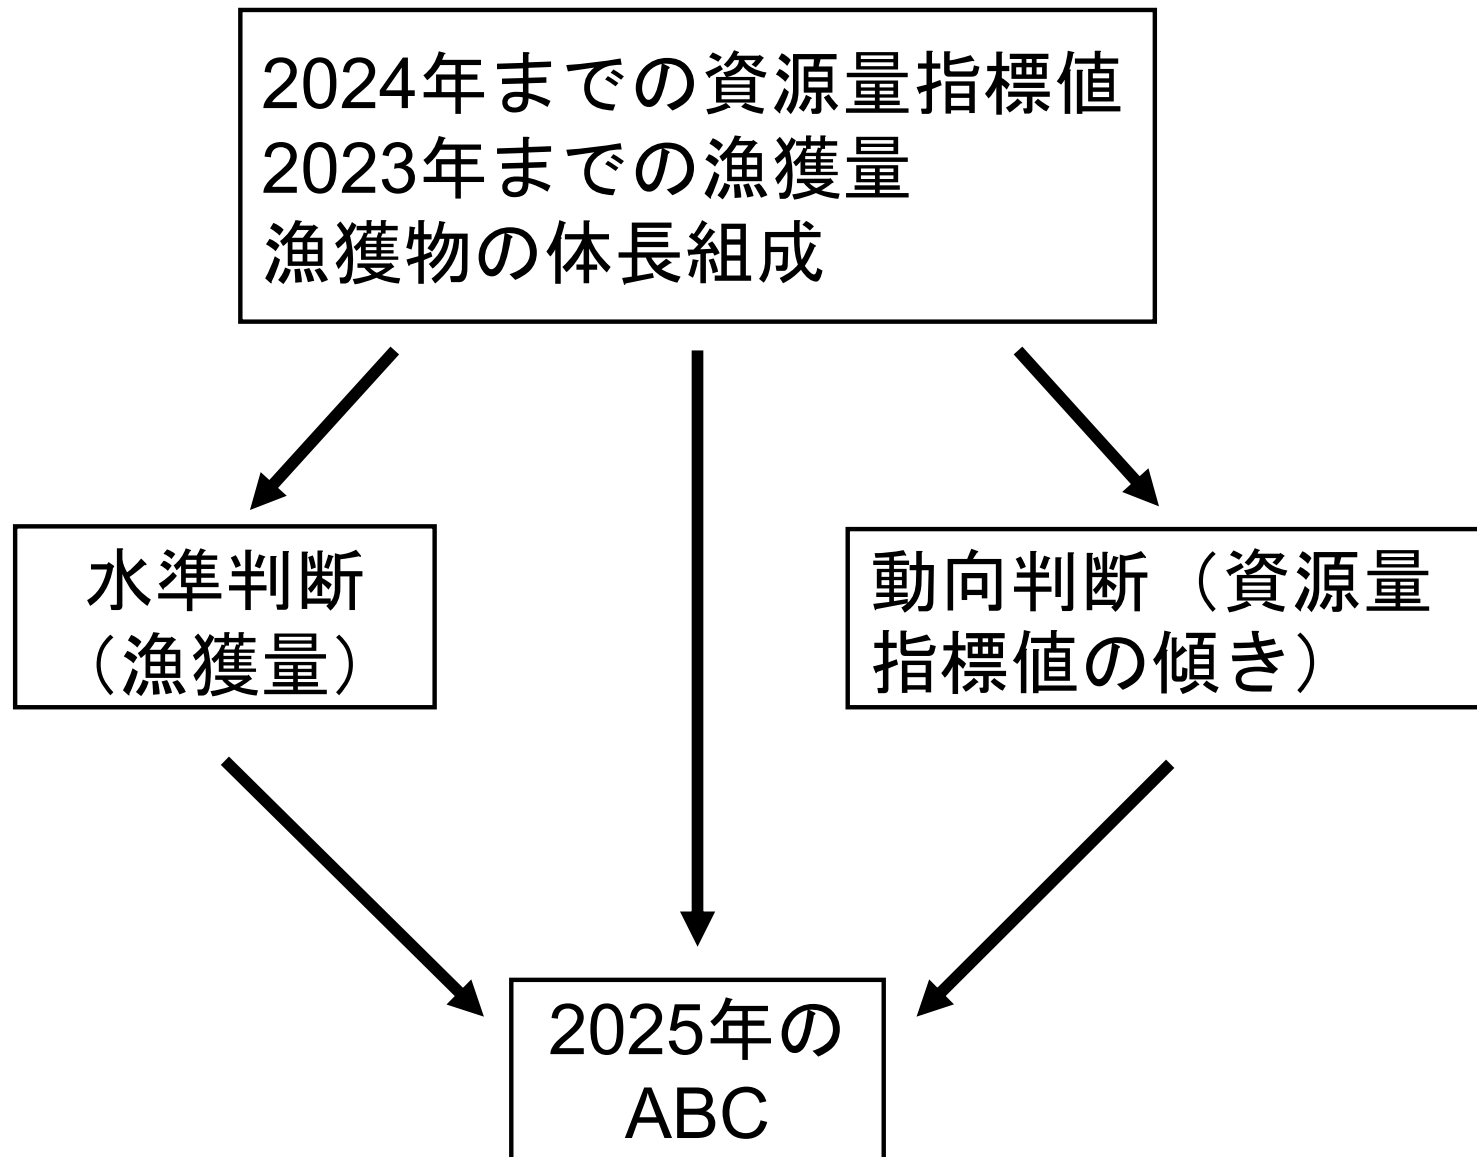 2024年までの資源量指標値
2023年までの漁獲量
漁獲物の体長組成
水準判断
（漁獲量）
動向判断（資源量
指標値の傾き）
2025年の
ABC